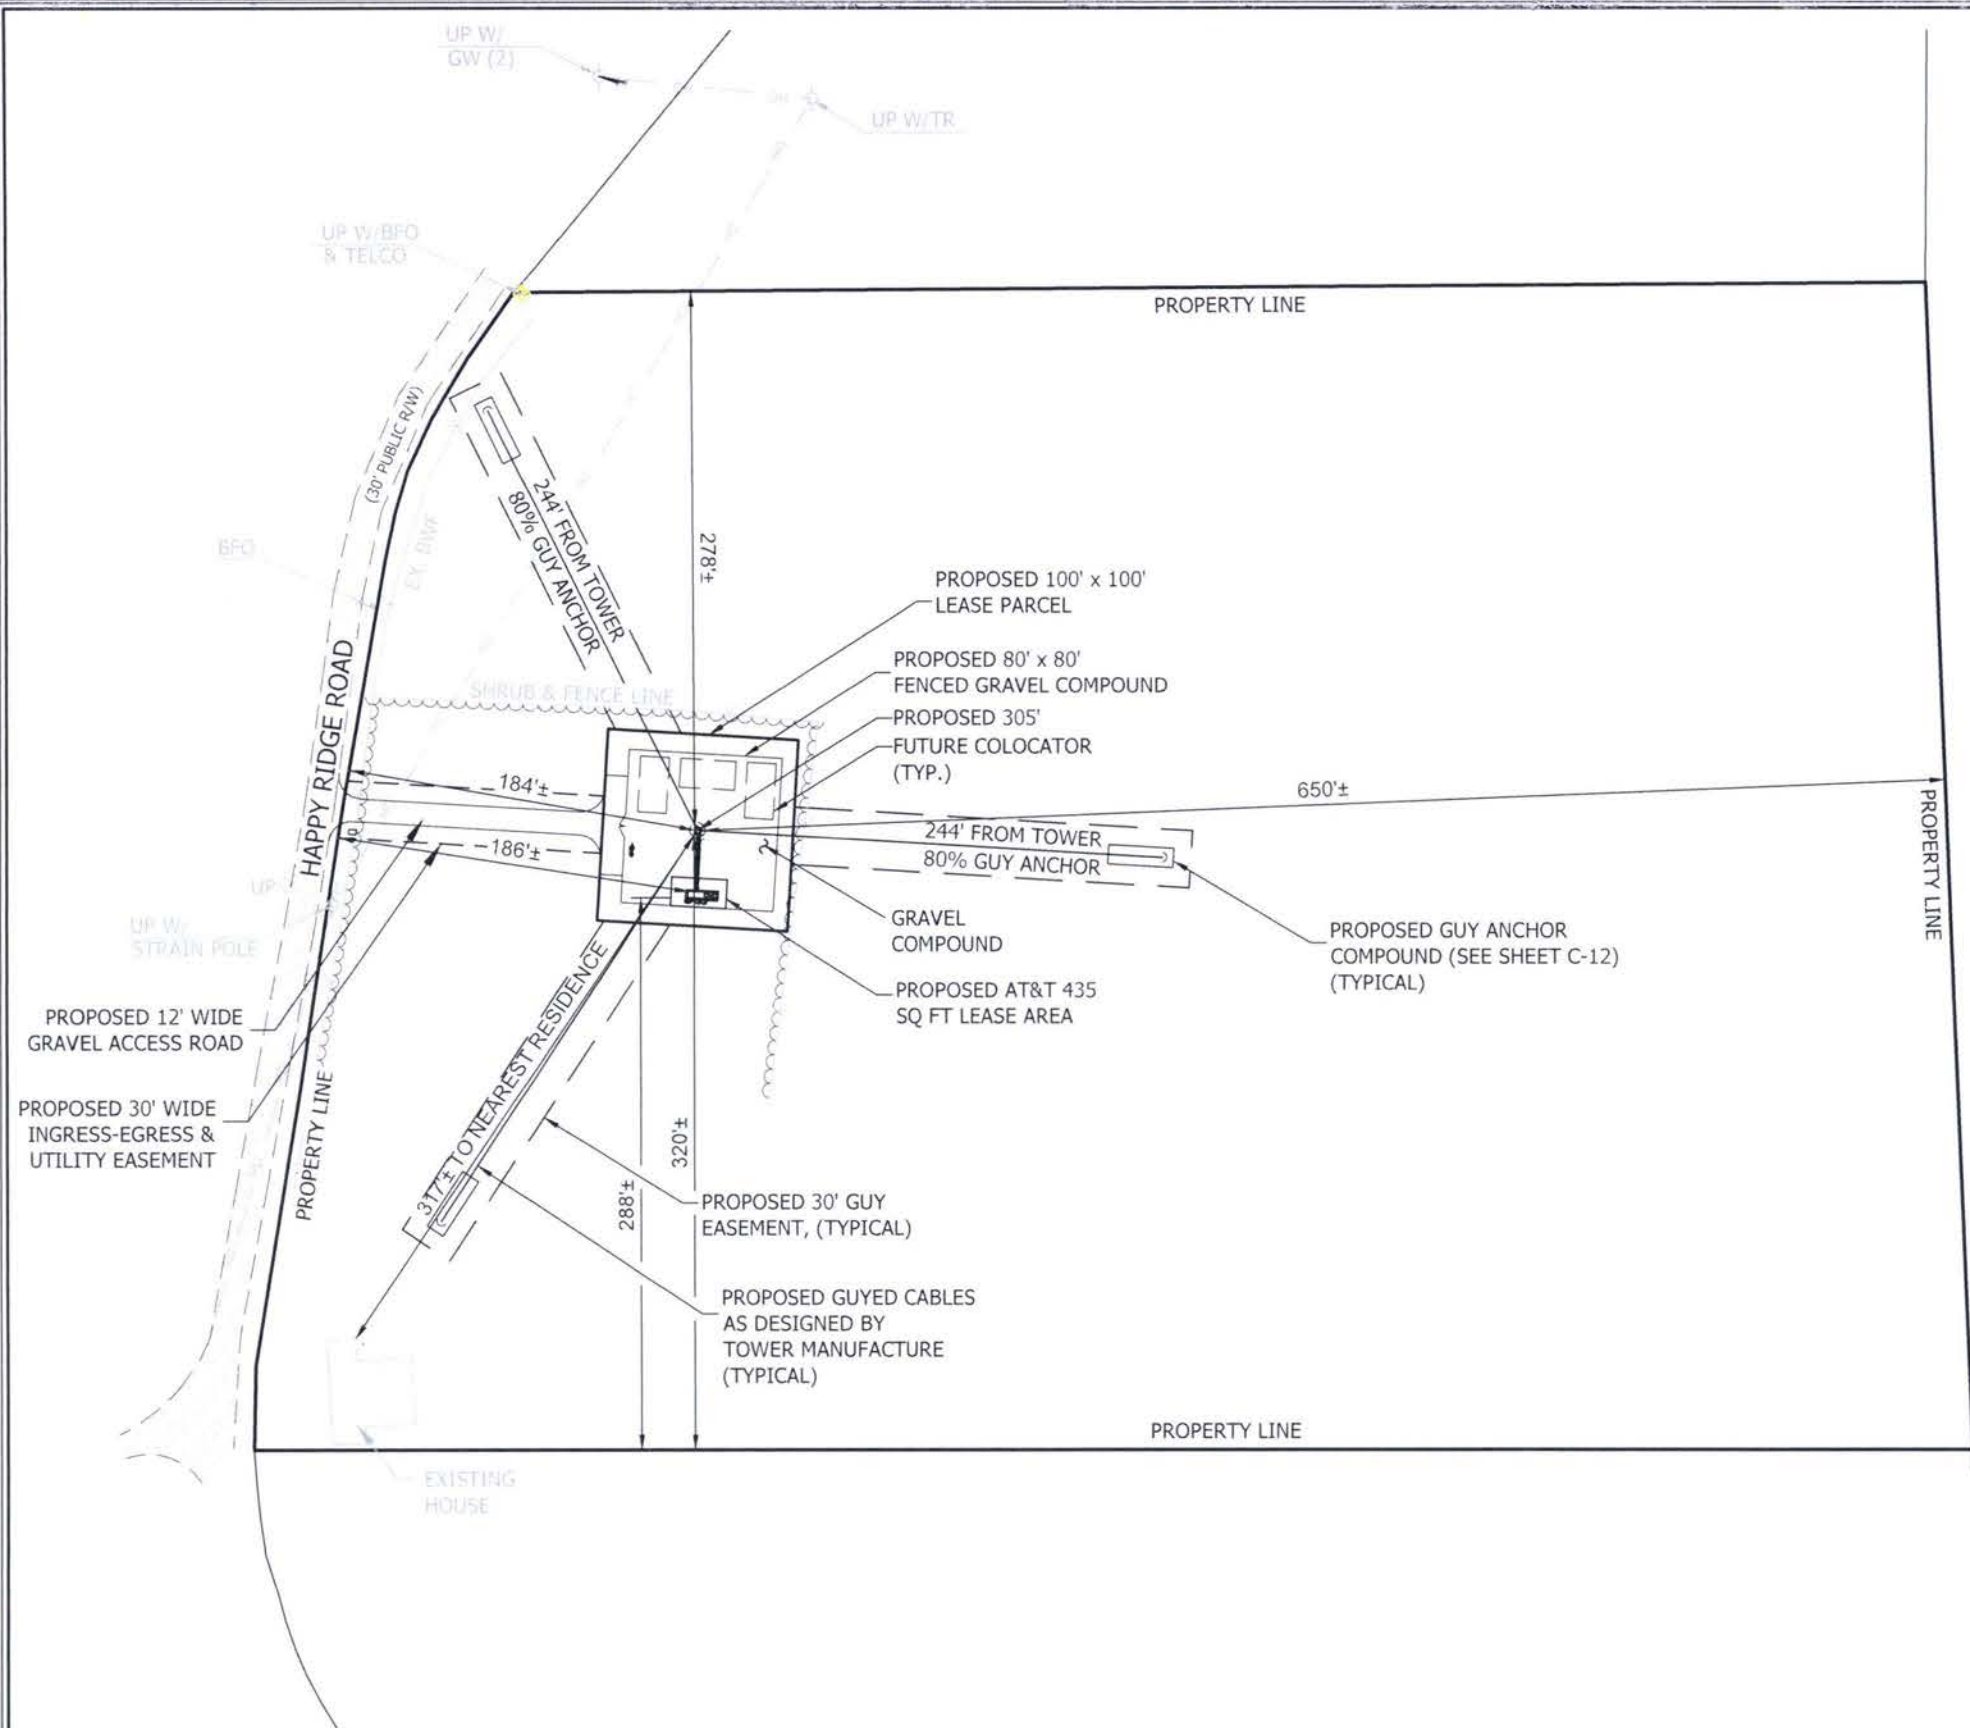 UP W/
GW (2)
UP W/TR
UP W/BFO
& TELCO
PROPERTY LINE
(30' PUBLIC R/W)
244' FROM TOWER
80% GUY ANCHOR
278'±
BFO
EX. R/W
PROPOSED 100' x 100'
LEASE PARCEL
PROPOSED 80' x 80'
FENCED GRAVEL COMPOUND
PROPOSED 305'
FUTURE COLOCATOR
(TYP.)
SHRUB & FENCE LINE
HAPPY RIDGE ROAD
184'±
186'±
650'±
244' FROM TOWER
80% GUY ANCHOR
PROPERTY LINE
UP
UP W/
STRAIN POLE
GRAVEL
COMPOUND
PROPOSED GUY ANCHOR
COMPOUND (SEE SHEET C-12)
(TYPICAL)
PROPOSED AT&T 435
SQ FT LEASE AREA
PROPOSED 12' WIDE
GRAVEL ACCESS ROAD
PROPOSED 30' WIDE
INGRESS-EGRESS &
UTILITY EASEMENT
PROPERTY LINE
317'± TO NEAREST RESIDENCE
288'±
320'±
PROPOSED 30' GUY
EASEMENT, (TYPICAL)
PROPOSED GUYED CABLES
AS DESIGNED BY
TOWER MANUFACTURE
(TYPICAL)
PROPERTY LINE
EXISTING
HOUSE